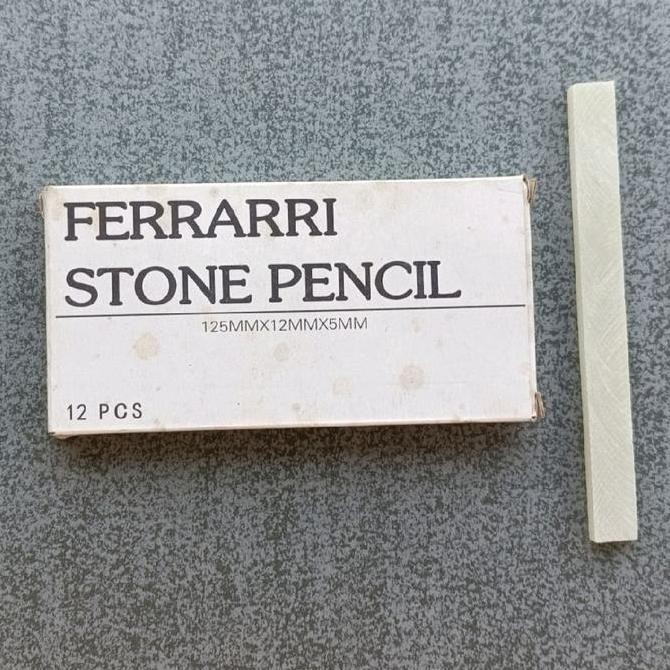 FERRARRI
STONE PENCIL
125MMX12MMX5MM
12 PCS